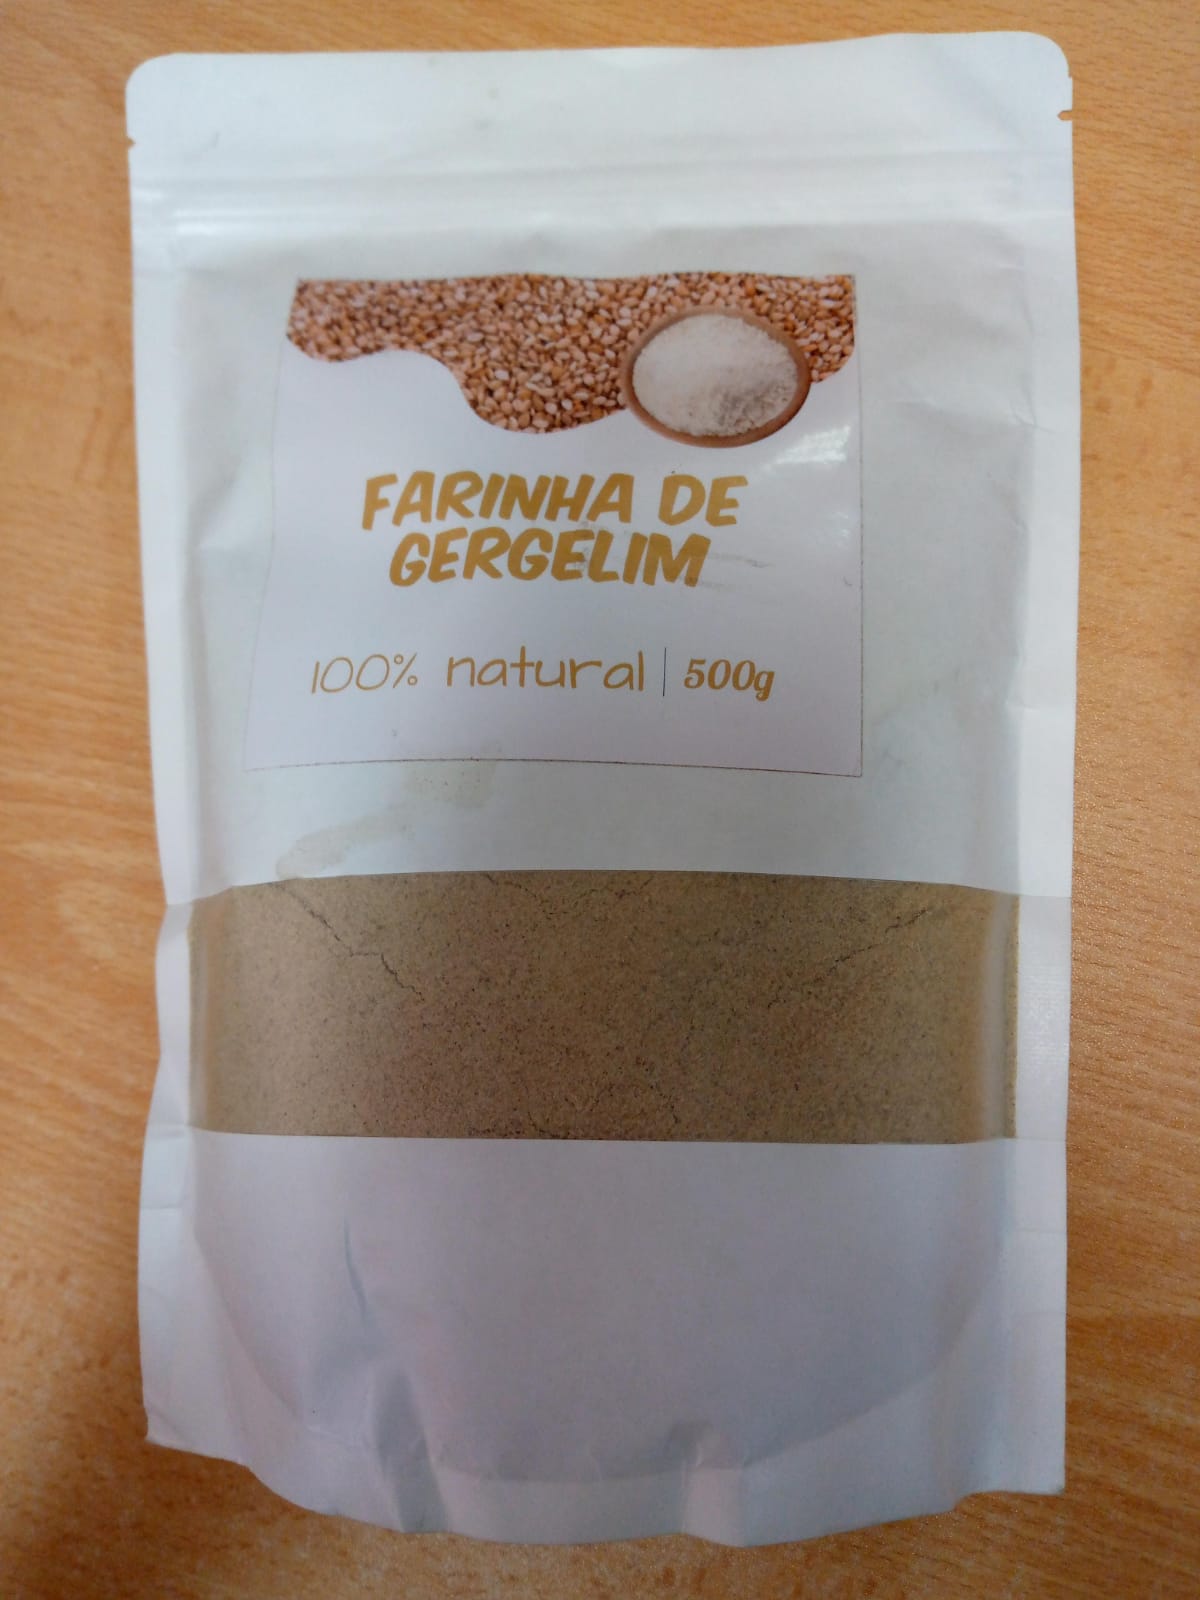 FARINHA DE
GERGELIM
100% natural | 500g